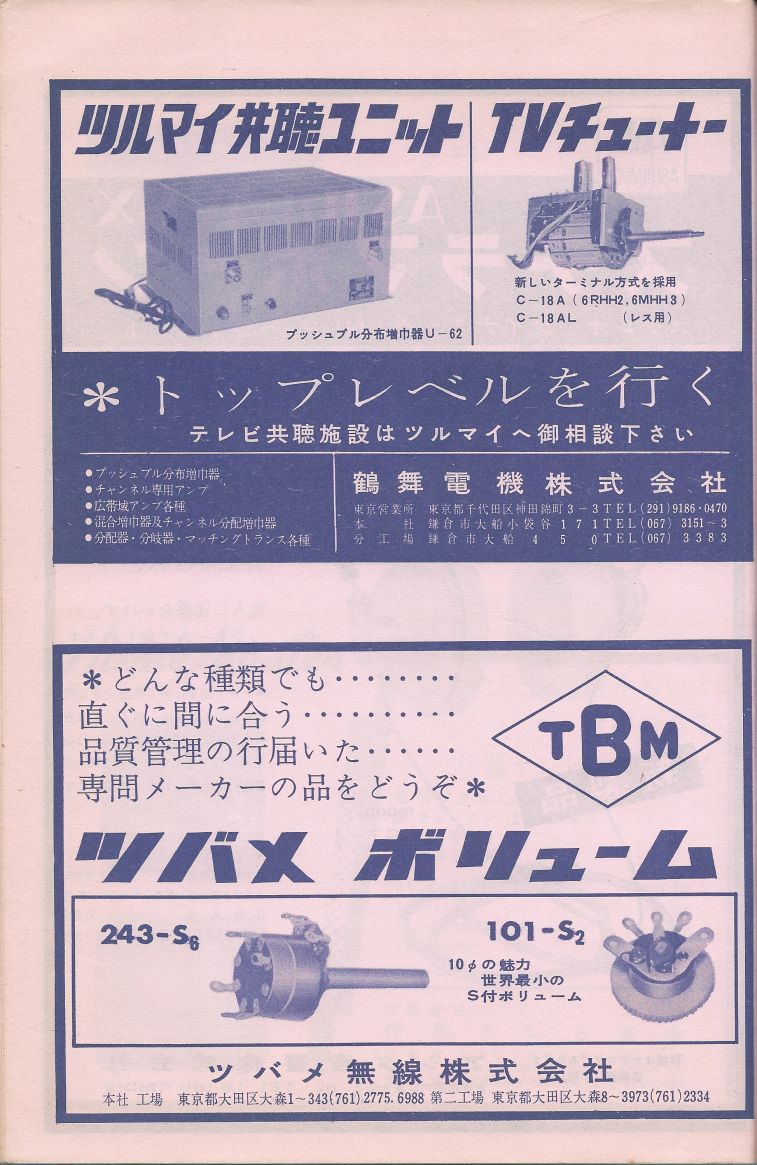 ツルマイ共聴ユニット
TVチューナー
新しいターミナル方式を採用
C－18A（6RHH2,6MHH3）
C－18AL　（レス用）
プッシュプル分布増巾器U－62
＊トップレベルを行く
テレビ共聴施設はツルマイへ御相談下さい
●プッシュプル分布増巾器
●チャンネル専用アンプ
●広帯域アンプ各種
●混合増巾器及チャンネル分配増巾器
●分配器・分岐器・マッチングトランス各種
鶴舞電機株式会社
東京営業所　東京都千代田区神田錦町3－3TEL(291)9186・0470
本　　社　鎌倉市大船小袋谷171TEL(067)3151～3
分工場　鎌倉市大船　450TEL(067)3383
＊どんな種類でも‥‥‥‥
直ぐに間に合う‥‥‥‥‥
品質管理の行届いた‥‥‥
専問メーカーの品をどうぞ＊
TBM
ツバメ ボリューム
243-S6
101-S2
10φの魅力
世界最小の
S付ボリューム
ツバメ無線株式会社
本社 工場　東京都大田区大森1～343(761)2775.6988 第二工場 東京都大田区大森8～3973(761)2334